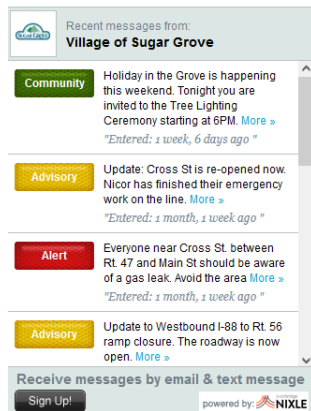 Recent messages from:
Village of Sugar Grove
SUGAR GROVE
Community
Holiday in the Grove is happening
this weekend. Tonight you are
invited to the Tree Lighting
Ceremony starting at 6PM. More »
"Entered: 1 week, 6 days ago "
Advisory
Update: Cross St is re-opened now.
Nicor has finished their emergency
work on the line. More »
"Entered: 1 month, 1 week ago "
Alert
Everyone near Cross St. between
Rt. 47 and Main St should be aware
of a gas leak. Avoid the area More »
"Entered: 1 month, 1 week ago "
Advisory
Update to Westbound I-88 to Rt. 56
ramp closure. The roadway is now
open. More »
Receive messages by email & text message
Sign Up!
powered by: NIXLE